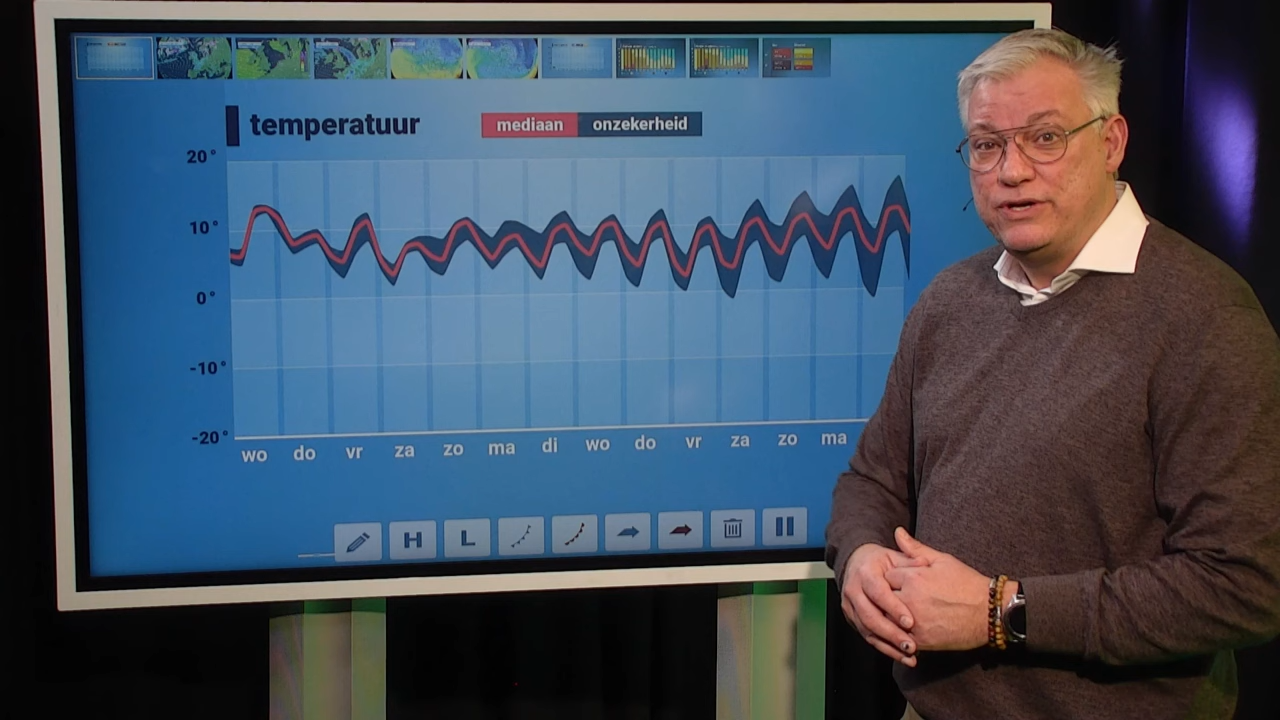 temperatuur
mediaan onzekerheid
20°
10°
0°
-10°
-20°
wo do vr za zo ma di wo do vr za zo ma
H L